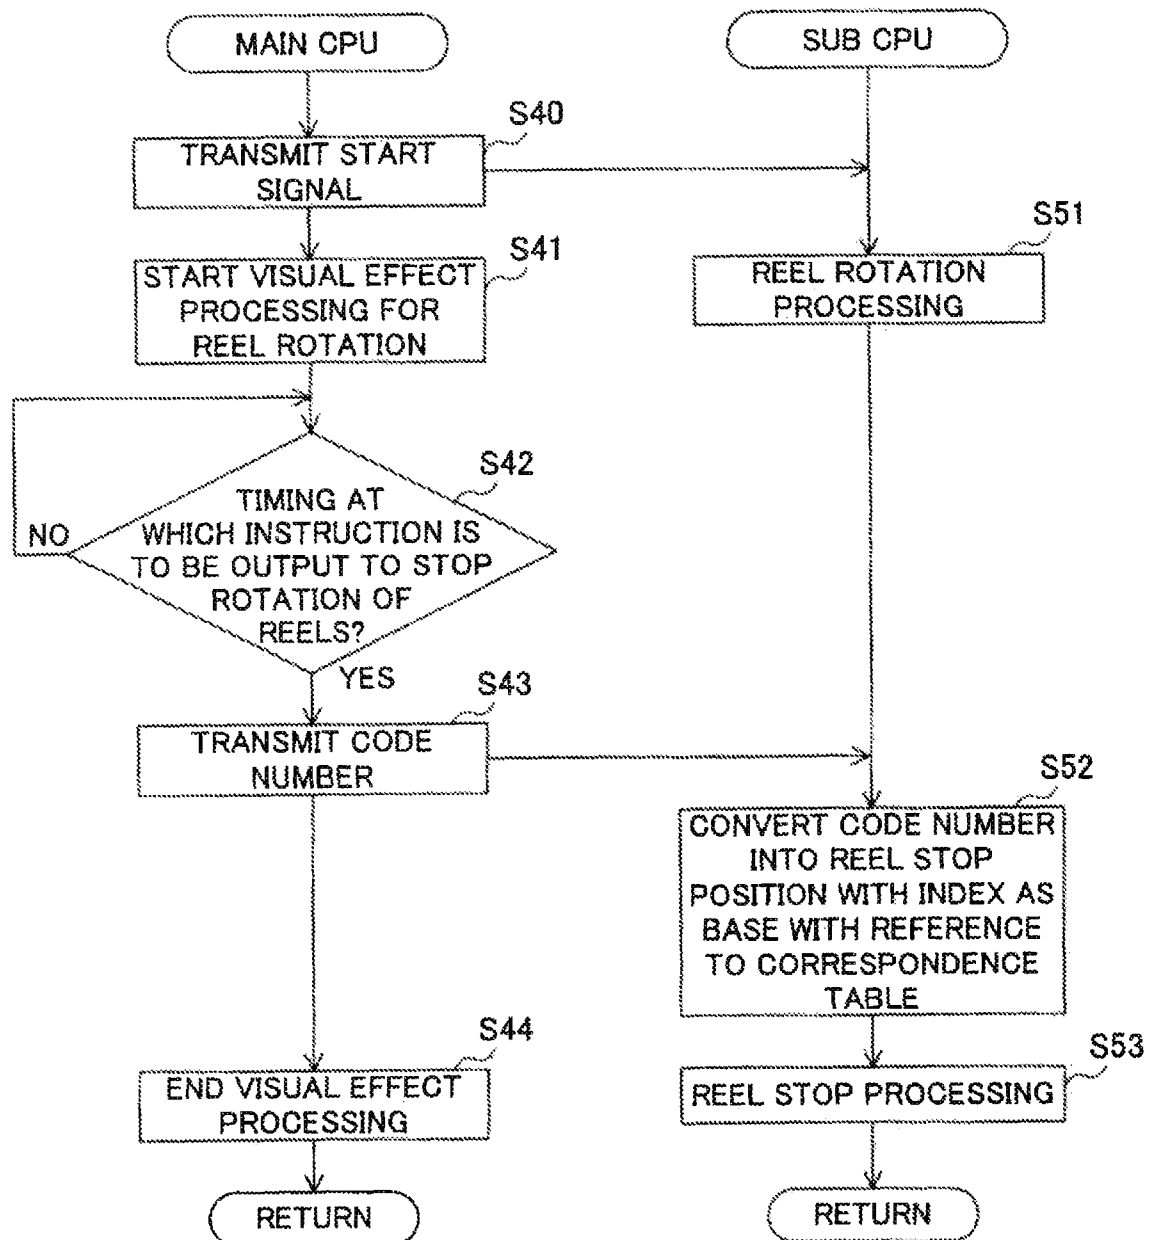 MAIN CPU
SUB CPU
S40
TRANSMIT START
SIGNAL
S41
START VISUAL EFFECT
PROCESSING FOR
REEL ROTATION
S51
REEL ROTATION
PROCESSING
S42
TIMING AT
WHICH INSTRUCTION IS
TO BE OUTPUT TO STOP
ROTATION OF
REELS?
NO
YES
S43
TRANSMIT CODE
NUMBER
S52
CONVERT CODE NUMBER
INTO REEL STOP
POSITION WITH INDEX AS
BASE WITH REFERENCE
TO CORRESPONDENCE
TABLE
S44
END VISUAL EFFECT
PROCESSING
S53
REEL STOP PROCESSING
RETURN
RETURN